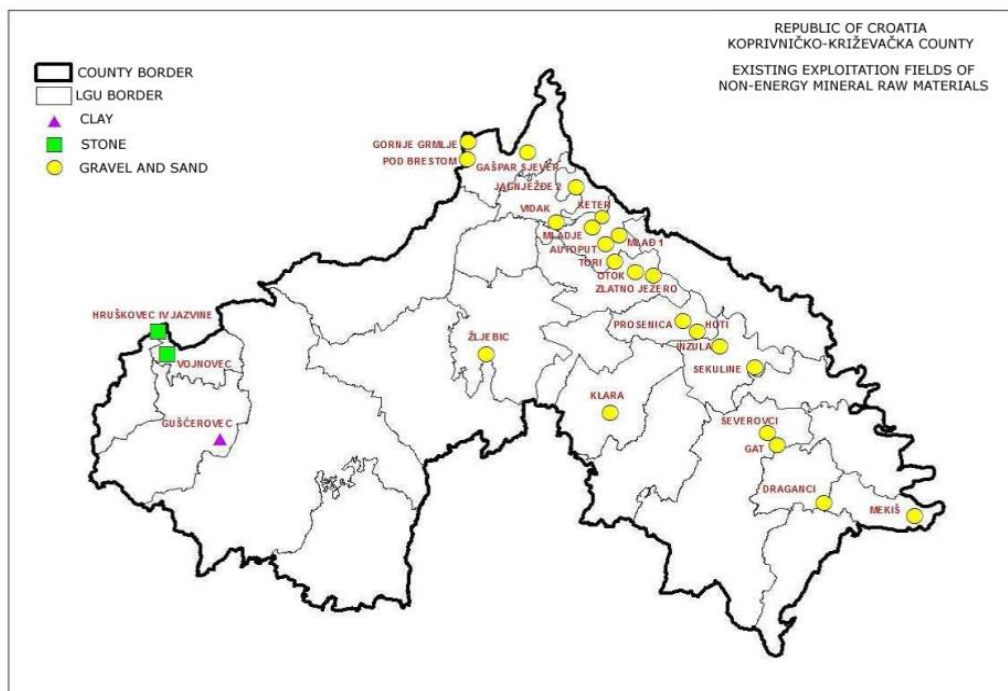 REPUBLIC OF CROATIA
KOPRIVNIČKO-KRIŽEVAČKA COUNTY
EXISTING EXPLOITATION FIELDS OF
NON-ENERGY MINERAL RAW MATERIALS
COUNTY BORDER
LGU BORDER
CLAY
STONE
GRAVEL AND SAND
GORNJE GRMLJE
POD BRESTOM
GAŠPAR SJEVER
JAGNJEŽĐE 2
VIDAK
KETER
MLADJE
MLAĐ 1
AUTOPUT
TORI
OTOK
ZLATNO JEZERO
HRUŠKOVEC IV JAZVINE
VOJNOVEC
PROSENICA
HOTI
INZULA
ŽLJEBIC
SEKULINE
KLARA
GUŠĆEROVEC
SEVEROVCI
GAT
DRAGANCI
MEKIŠ